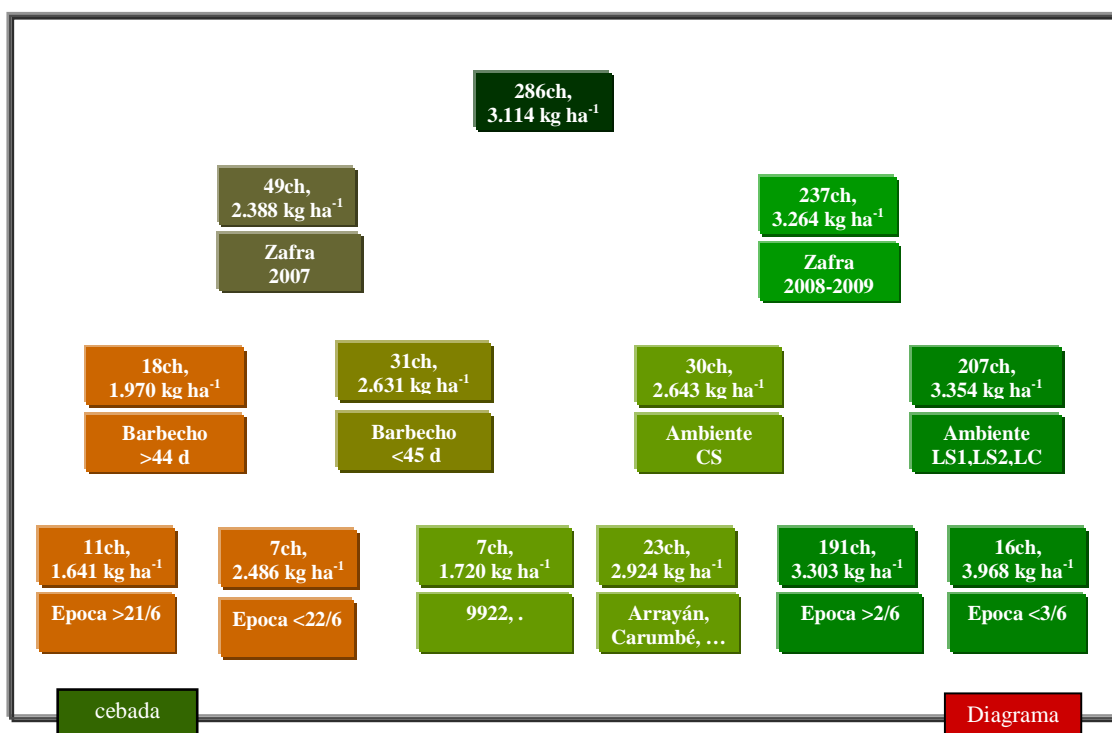 286ch,
3.114 kg ha⁻¹
49ch,
2.388 kg ha⁻¹
Zafra
2007
237ch,
3.264 kg ha⁻¹
Zafra
2008-2009
18ch,
1.970 kg ha⁻¹
Barbecho
>44 d
31ch,
2.631 kg ha⁻¹
Barbecho
<45 d
30ch,
2.643 kg ha⁻¹
Ambiente
CS
207ch,
3.354 kg ha⁻¹
Ambiente
LS1,LS2,LC
11ch,
1.641 kg ha⁻¹
Epoca >21/6
7ch,
2.486 kg ha⁻¹
Epoca <22/6
7ch,
1.720 kg ha⁻¹
9922, .
23ch,
2.924 kg ha⁻¹
Arrayán,
Carumbé, …
191ch,
3.303 kg ha⁻¹
Epoca >2/6
16ch,
3.968 kg ha⁻¹
Epoca <3/6
cebada
Diagrama